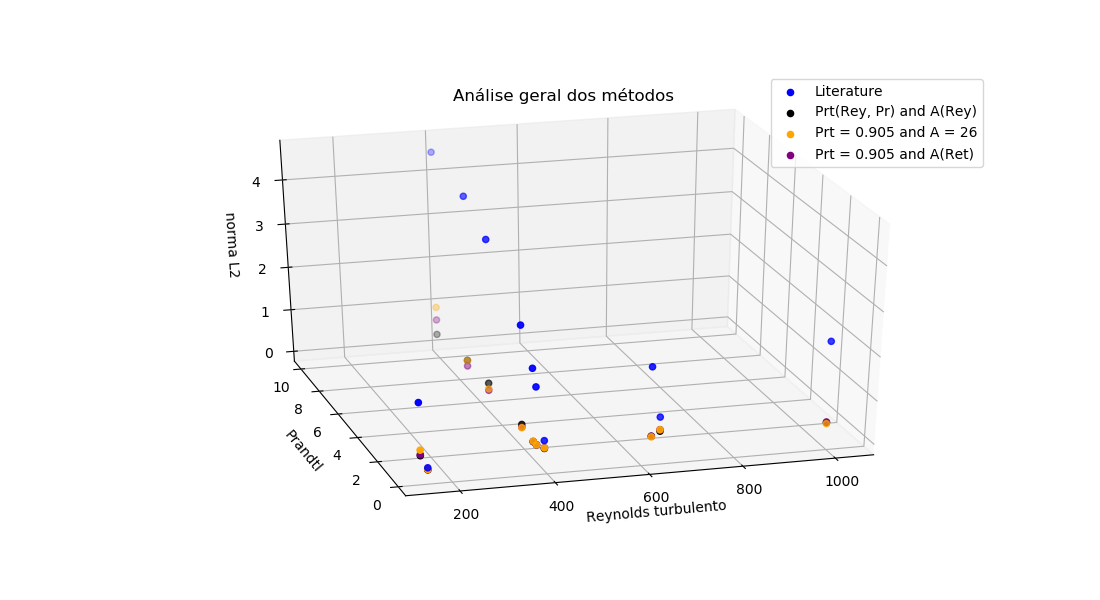 Análise geral dos métodos
Literature
Prt(Rey, Pr) and A(Rey)
Prt = 0.905 and A = 26
Prt = 0.905 and A(Ret)
norma L2
4
3
2
1
0
Prandtl
10
8
6
4
2
0
200
400
600
800
1000
Reynolds turbulento